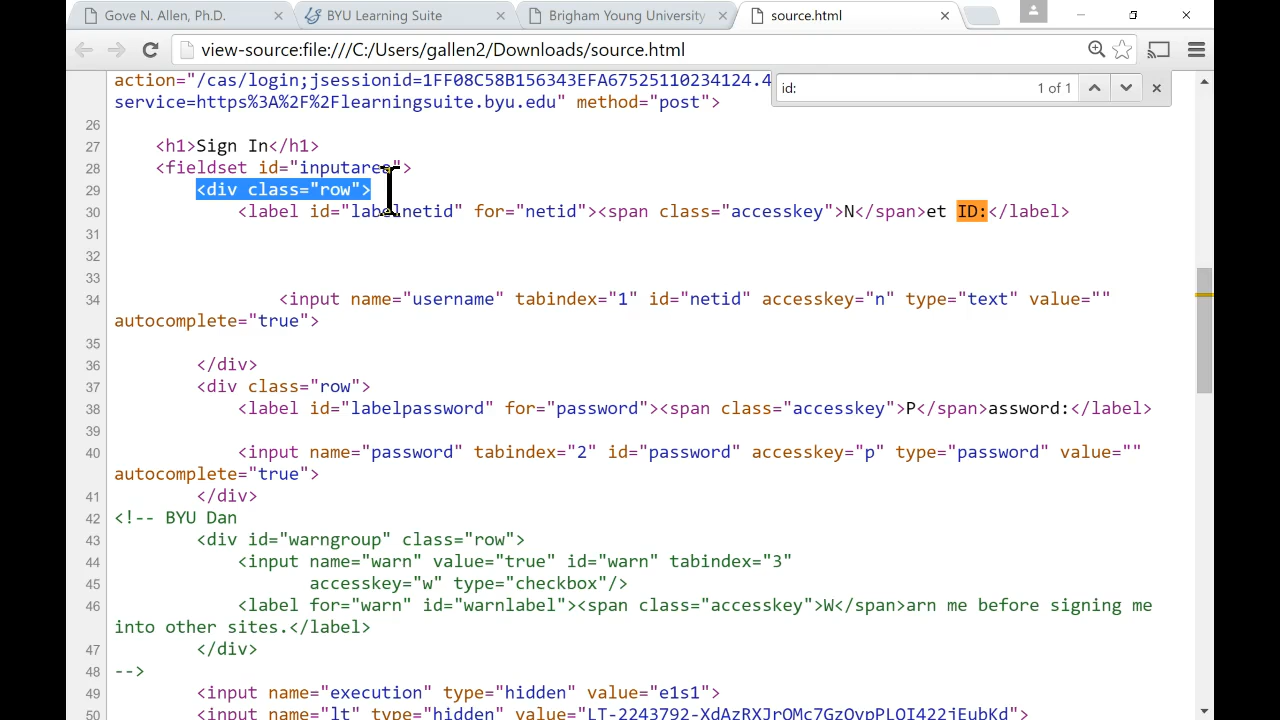 Gove N. Allen, Ph.D.
BYU Learning Suite
Brigham Young University
source.html
view-source:file:///C:/Users/gallen2/Downloads/source.html
id:
1 of 1
action="/cas/login;jsessionid=1FF08C58B156343EFA67525110234124.4
service=https%3A%2F%2Flearningsuite.byu.edu" method="post">
26
27 <h1>Sign In</h1>
28 <fieldset id="inputarea">
29 <div class="row">
30 <label id="labelnetid" for="netid"><span class="accesskey">N</span>et ID:</label>
31
32
33
34 <input name="username" tabindex="1" id="netid" accesskey="n" type="text" value=""
autocomplete="true">
35
36 </div>
37 <div class="row">
38 <label id="labelpassword" for="password"><span class="accesskey">P</span>assword:</label>
39
40 <input name="password" tabindex="2" id="password" accesskey="p" type="password" value=""
autocomplete="true">
41 </div>
42 <!-- BYU Dan
43 <div id="warngroup" class="row">
44 <input name="warn" value="true" id="warn" tabindex="3"
45 accesskey="w" type="checkbox"/>
46 <label for="warn" id="warnlabel"><span class="accesskey">W</span>arn me before signing me
into other sites.</label>
47 </div>
48 -->
49 <input name="execution" type="hidden" value="e1s1">
50 <input name="lt" type="hidden"